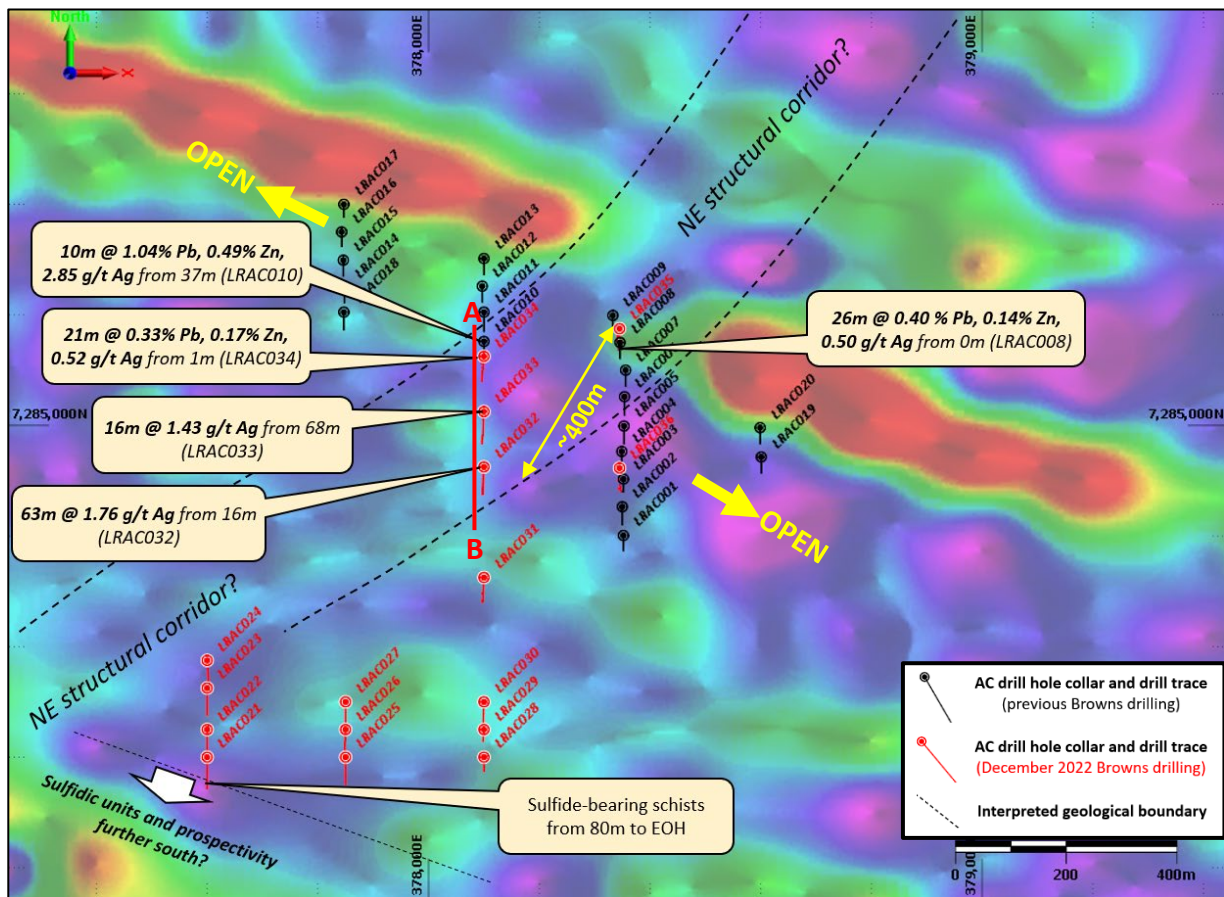 North
X
378,000E
379,000E
NE structural corridor?
OPEN
LRAC017
LRAC016
LRAC015
LRAC014
AC018
LRAC013
LRAC012
LRAC011
LRAC010
LRAC034
LRAC033
LRAC032
LRAC031
A
B
10m @ 1.04% Pb, 0.49% Zn,
2.85 g/t Ag from 37m (LRAC010)
21m @ 0.33% Pb, 0.17% Zn,
0.52 g/t Ag from 1m (LRAC034)
7,285,000N
16m @ 1.43 g/t Ag from 68m
(LRAC033)
63m @ 1.76 g/t Ag from 16m
(LRAC032)
~400m
LRAC009
LRAC035
LRAC008
LRAC007
LRAC005
LRAC004
LRAC036
LRAC003
LRAC002
LRAC001
26m @ 0.40 % Pb, 0.14% Zn,
0.50 g/t Ag from 0m (LRAC008)
LRAC020
LRAC019
7,285,000N
OPEN
NE structural corridor?
LRAC024
LRAC023
LRAC022
LRAC021
LRAC027
LRAC026
LRAC025
LRAC030
LRAC029
LRAC028
Sulfidic units and prospectivity
further south?
Sulfide-bearing schists
from 80m to EOH
378,000E
379,000E
AC drill hole collar and drill trace
(previous Browns drilling)
AC drill hole collar and drill trace
(December 2022 Browns drilling)
Interpreted geological boundary
0 200 400m